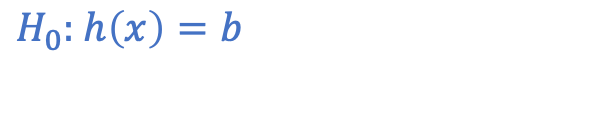 H₀: h(x) = b